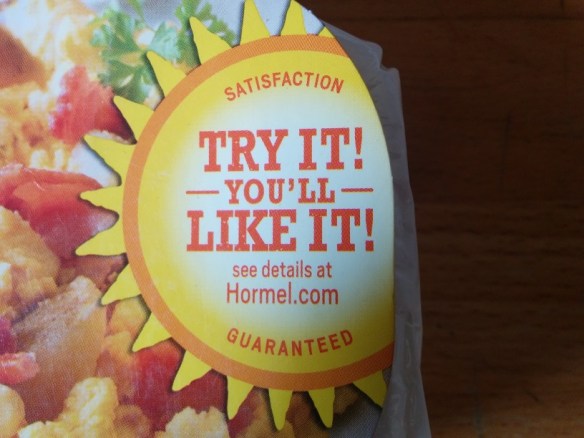 SATISFACTION
TRY IT!
YOU'LL
LIKE IT!
see details at
Hormel.com
GUARANTEED